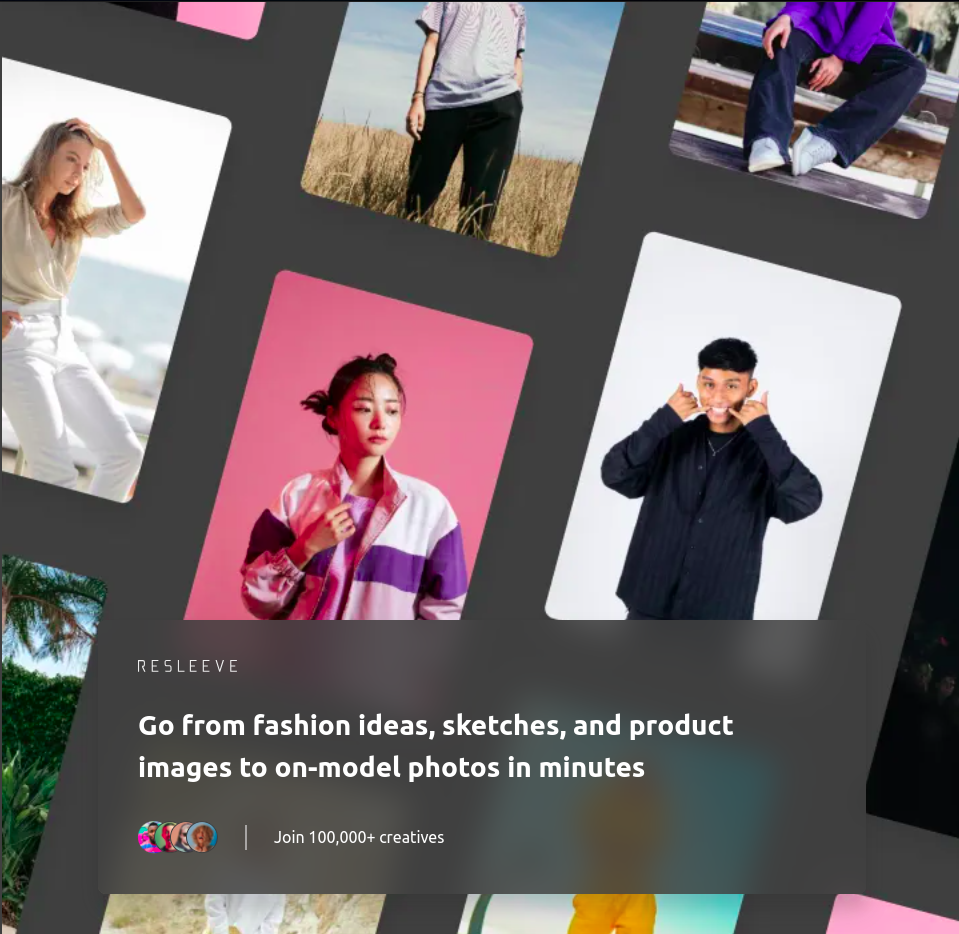 RESLEEVE
Go from fashion ideas, sketches, and product
images to on-model photos in minutes
Join 100,000+ creatives